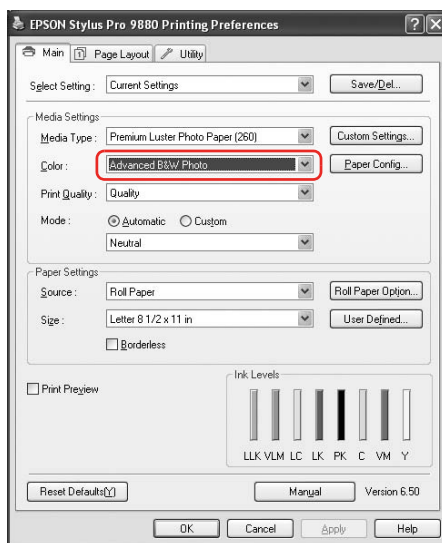 EPSON Stylus Pro 9880 Printing Preferences
Main Page Layout Utility
Select Setting : Current Settings Save/Del...
Media Settings
Media Type : Premium Luster Photo Paper (260) Custom Settings...
Color : Advanced B&W Photo Paper Config...
Print Quality : Quality
Mode : Automatic Custom
Neutral
Paper Settings
Source : Roll Paper Roll Paper Option...
Size : Letter 8 1/2 x 11 in User Defined...
Borderless
Print Preview
Ink Levels
LLK VLM LC LK PK C VM Y
Reset Defaults(Y) Manual Version 6.50
OK Cancel Apply Help